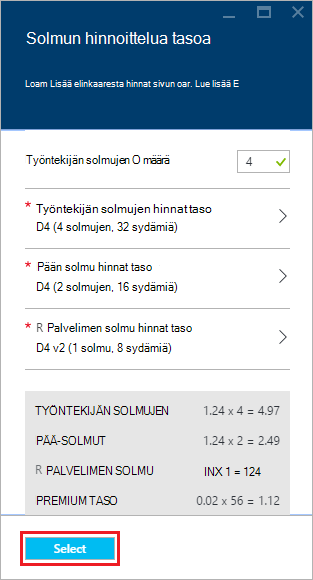 Solmun hinnoittelua tasoa
Loam Lisää elinkaaresta hinnat sivun oar. Lue lisää E
Työntekijän solmujen O määrä
4
* Työntekijän solmujen hinnat taso
D4 (4 solmujen, 32 sydämiä)
* Pään solmu hinnat taso
D4 (2 solmujen, 16 sydämiä)
* R Palvelimen solmu hinnat taso
D4 v2 (1 solmu, 8 sydämiä)
TYÖNTEKIJÄN SOLMUJEN 1.24 x 4 = 4.97
PÄÄ-SOLMUT 1.24 x 2 = 2.49
R PALVELIMEN SOLMU INX 1 = 124
PREMIUM TASO 0.02 x 56 = 1.12
Select